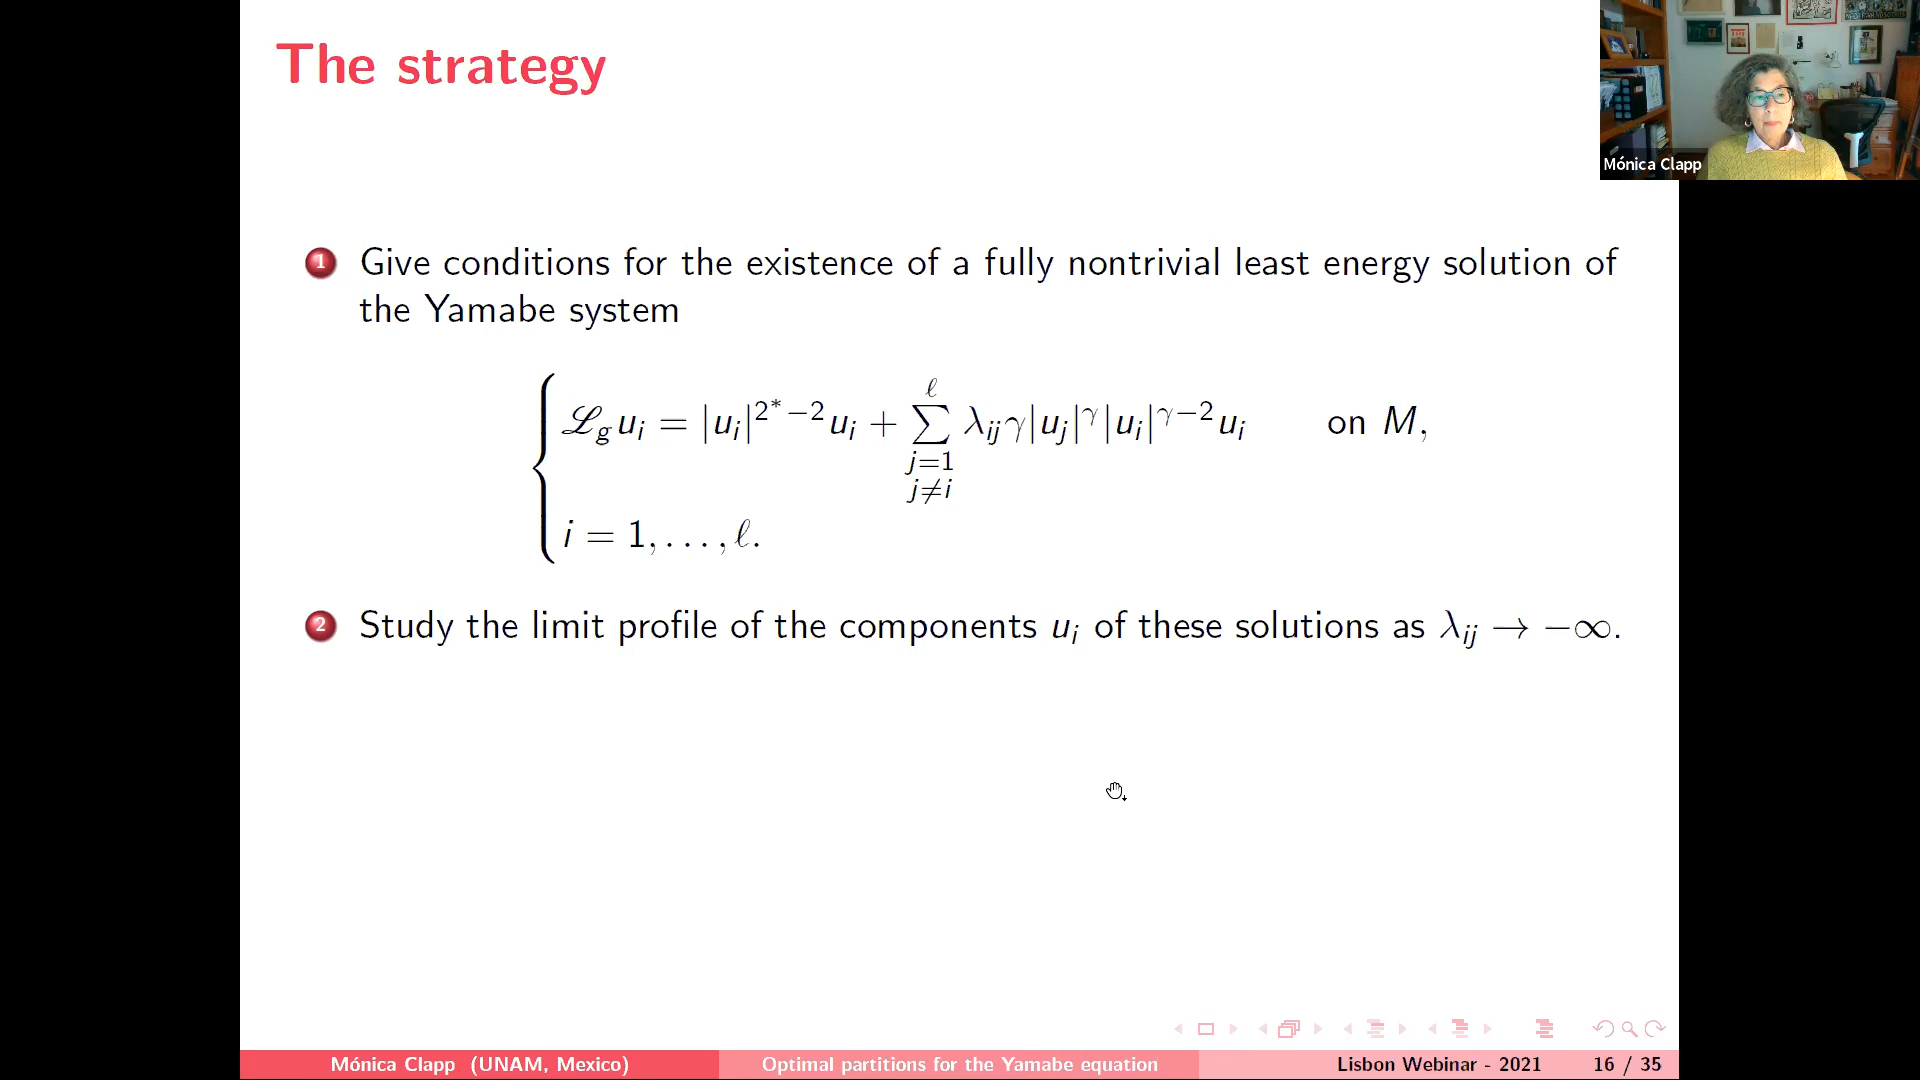 The strategy
Mónica Clapp
1 Give conditions for the existence of a fully nontrivial least energy solution of
the Yamabe system
ℒ_g u_i = |u_i|^{2*−2} u_i + ∑_{j=1, j≠i}^{ℓ} λ_{ij} γ |u_j|^γ |u_i|^{γ−2} u_i on M,
i = 1, . . . , ℓ.
2 Study the limit profile of the components u_i of these solutions as λ_{ij} → −∞.
Mónica Clapp (UNAM, Mexico) Optimal partitions for the Yamabe equation Lisbon Webinar - 2021 16 / 35